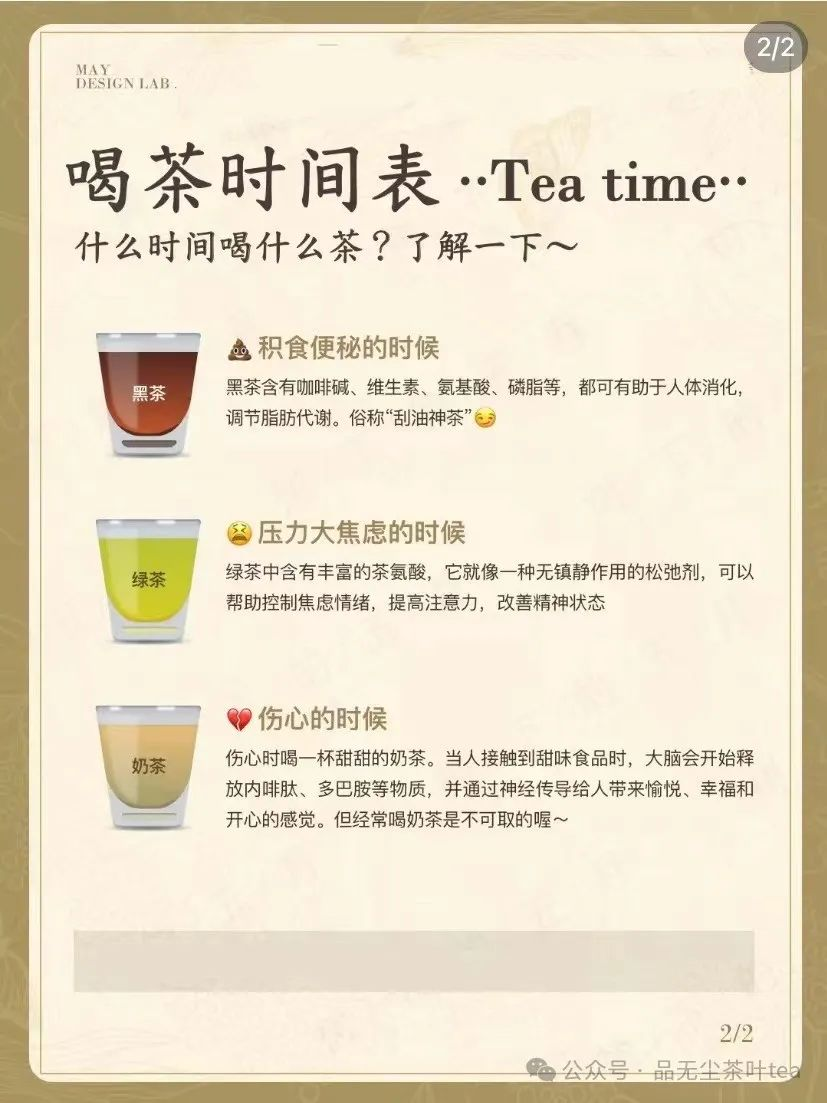 2/2
MAY
DESIGN LAB.
喝茶时间表 ··Tea time··
什么时间喝什么茶？了解一下～
黑茶
💩 积食便秘的时候
黑茶含有咖啡碱、维生素、氨基酸、磷脂等，都可有助于人体消化，
调节脂肪代谢。俗称“刮油神茶”😏
绿茶
😫 压力大焦虑的时候
绿茶中含有丰富的茶氨酸，它就像一种无镇静作用的松弛剂，可以
帮助控制焦虑情绪，提高注意力，改善精神状态
奶茶
💔 伤心的时候
伤心时喝一杯甜甜的奶茶。当人接触到甜味食品时，大脑会开始释
放内啡肽、多巴胺等物质，并通过神经传导给人带来愉悦、幸福和
开心的感觉。但经常喝奶茶是不可取的喔～
2/2
公众号 · 品无尘茶叶tea